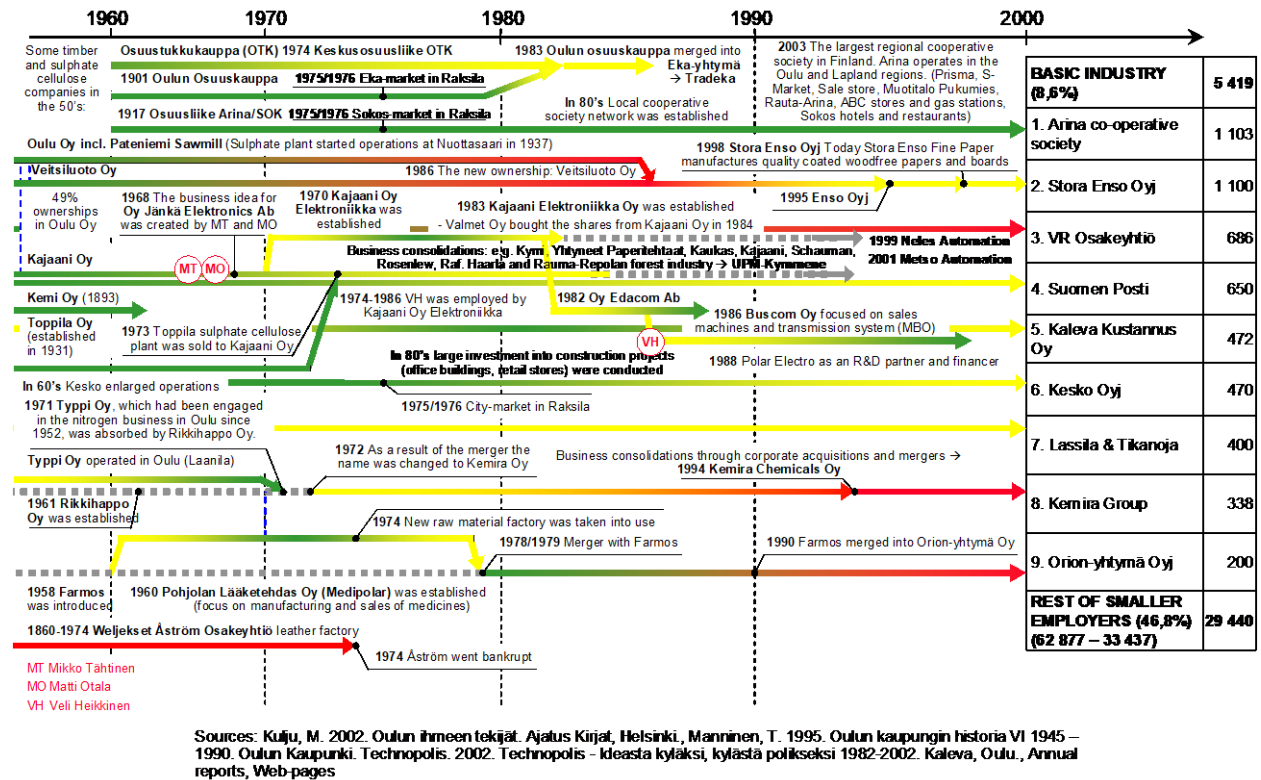 1960 1970 1980 1990 2000
Some timber
and sulphate
cellulose
companies in
the 50's:
Osuustukkukauppa (OTK) 1974 Keskusosuusliike OTK
1901 Oulun Osuuskauppa
1975/1976 Eka-market in Raksila
1983 Oulun osuuskauppa merged into
Eka-yhtymä
→ Tradeka
2003 The largest regional cooperative
society in Finland. Arina operates in the
Oulu and Lapland regions. (Prisma, S-
Market, Sale store, Muotitalo Pukumies,
Rauta-Arina, ABC stores and gas stations,
Sokos hotels and restaurants)
1917 Osuusliike Arina/SOK 1975/1976 Sokos-market in Raksila
In 80's Local cooperative
society network was established
Oulu Oy incl. Pateniemi Sawmill (Sulphate plant started operations at Nuottasaari in 1937)
1998 Stora Enso Oyj Today Stora Enso Fine Paper
manufactures quality coated woodfree papers and boards
Veitsiluoto Oy
1986 The new ownership: Veitsiluoto Oy
1995 Enso Oyj
49%
ownerships
in Oulu Oy
1968 The business idea for
Oy Jänkä Elektronics Ab
was created by MT and MO
1970 Kajaani Oy
Elektroniikka was
established
1983 Kajaani Elektroniikka Oy was established
- Valmet Oy bought the shares from Kajaani Oy in 1984
1999 Neles Automation
2001 Metso Automation
Kajaani Oy
MT MO
Business consolidations: e.g. Kymi, Yhtyneet Paperitehtaat, Kaukas, Kajaani, Schauman,
Rosenlew, Raf. Haarla and Rauma-Repolan forest industry → UPM-Kymmene
Kemi Oy (1893)
Toppila Oy
(established
in 1931)
1973 Toppila sulphate cellulose
plant was sold to Kajaani Oy
1974-1986 VH was employed by
Kajaani Oy Elektroniikka
1982 Oy Edacom Ab
1986 Buscom Oy focused on sales
machines and transmission system (MBO)
VH
1988 Polar Electro as an R&D partner and financer
In 80's large investment into construction projects
(office buildings, retail stores) were conducted
In 60's Kesko enlarged operations
1975/1976 City-market in Raksila
1971 Typpi Oy, which had been engaged
in the nitrogen business in Oulu since
1952, was absorbed by Rikkihappo Oy.
Typpi Oy operated in Oulu (Laanila)
1972 As a result of the merger the
name was changed to Kemira Oy
Business consolidations through corporate acquisitions and mergers →
1994 Kemira Chemicals Oy
1961 Rikkihappo
Oy was established
1974 New raw material factory was taken into use
1978/1979 Merger with Farmos
1990 Farmos merged into Orion-yhtymä Oy
1958 Farmos
was introduced
1960 Pohjolan Lääketehdas Oy (Medipolar) was established
(focus on manufacturing and sales of medicines)
1860-1974 Weljekset Åström Osakeyhtiö leather factory
1974 Åström went bankrupt
MT Mikko Tähtinen
MO Matti Otala
VH Veli Heikkinen
BASIC INDUSTRY
(8,6%) 5 419
1. Arina co-operative
society 1 103
2. Stora Enso Oyj 1 100
3. VR Osakeyhtiö 686
4. Suomen Posti 650
5. Kaleva Kustannus
Oy 472
6. Kesko Oyj 470
7. Lassila & Tikanoja 400
8. Kemira Group 338
9. Orion-yhtymä Oyj 200
REST OF SMALLER
EMPLOYERS (46,8%)
(62 877 – 33 437) 29 440
Sources: Kulju, M. 2002. Oulun ihmeen tekijät. Ajatus Kirjat, Helsinki., Manninen, T. 1995. Oulun kaupungin historia VI 1945 –
1990. Oulun Kaupunki. Technopolis. 2002. Technopolis - Ideasta kyläksi, kylästä polikseksi 1982-2002. Kaleva, Oulu., Annual
reports, Web-pages